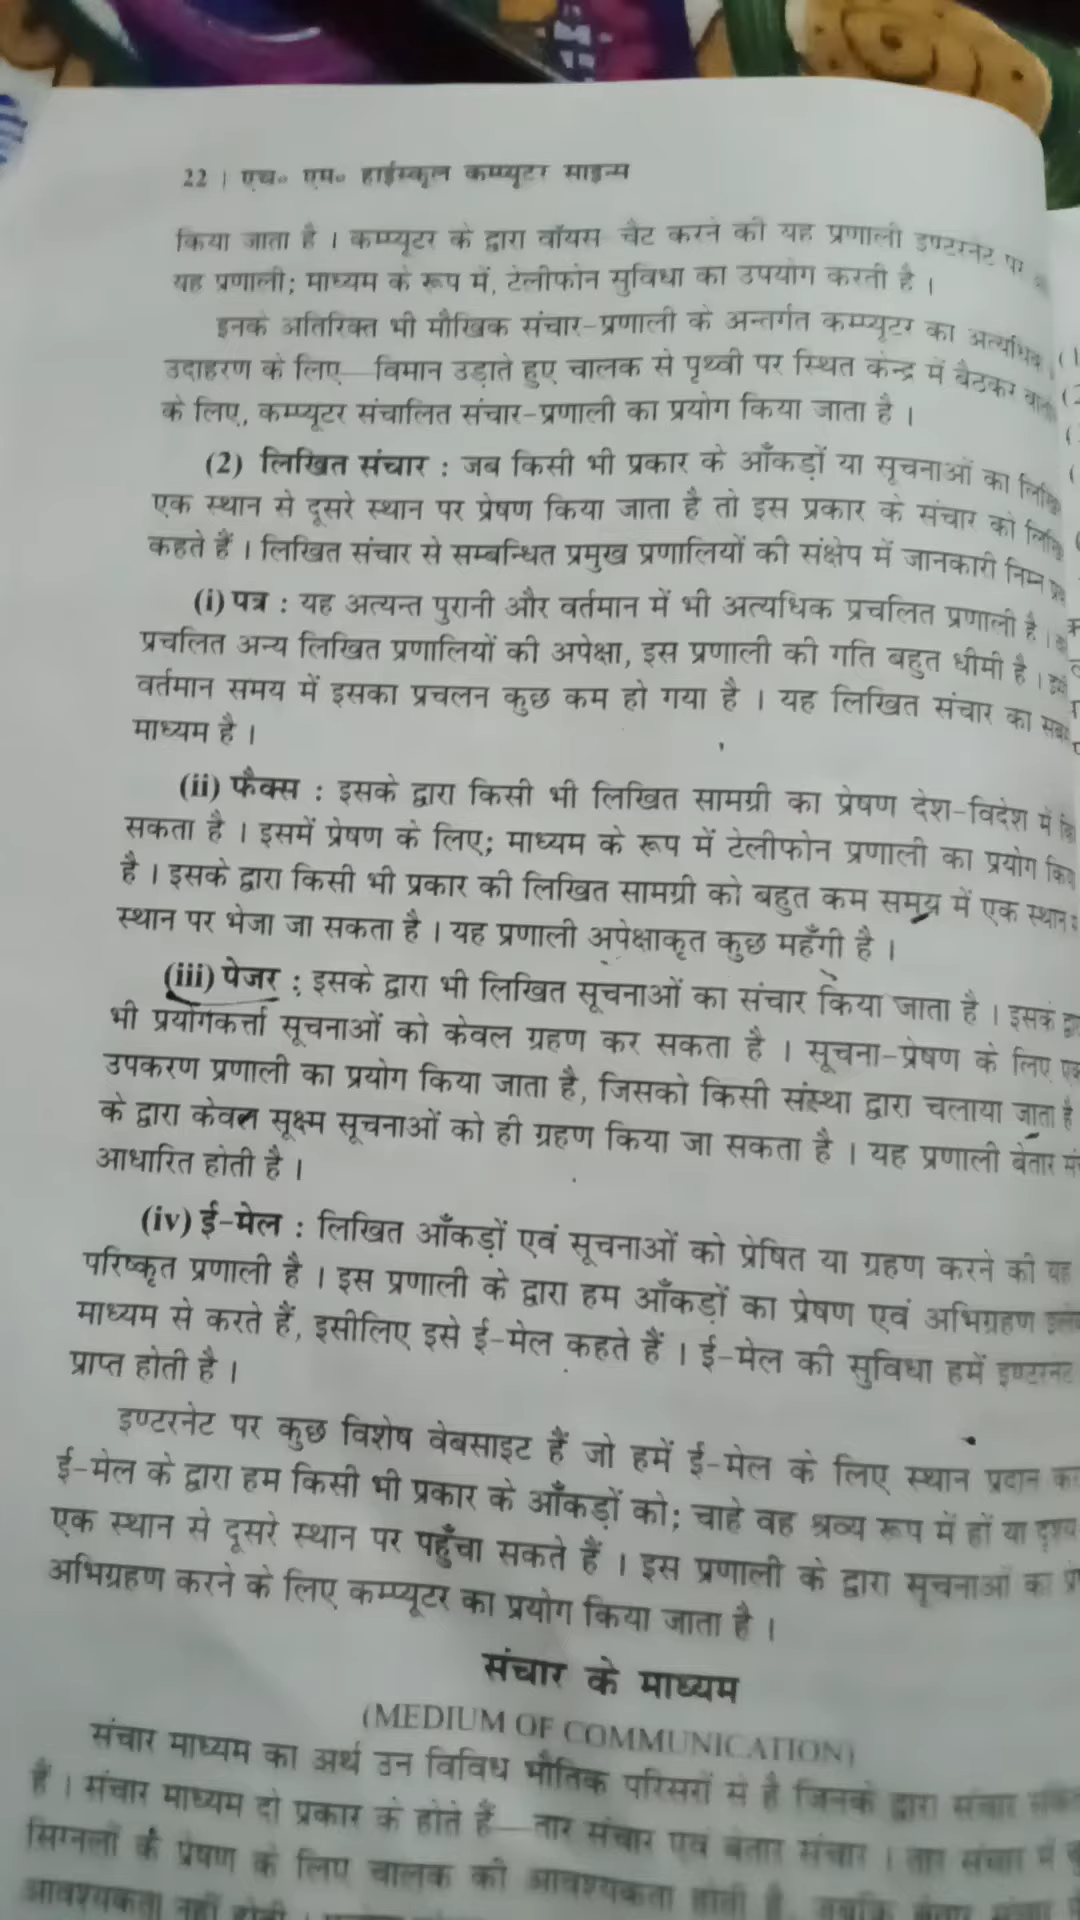 22 । एच० एम० हाईस्कूल कम्प्यूटर साइन्स
किया जाता है । कम्प्यूटर के द्वारा वॉयस चैट करने की यह प्रणाली इण्टरनेट पर
यह प्रणाली; माध्यम के रूप में, टेलीफोन सुविधा का उपयोग करती है ।
इनके अतिरिक्त भी मौखिक संचार-प्रणाली के अन्तर्गत कम्प्यूटर का अत्यधिक
उदाहरण के लिए—विमान उड़ाते हुए चालक से पृथ्वी पर स्थित केन्द्र में बैठकर
के लिए, कम्प्यूटर संचालित संचार-प्रणाली का प्रयोग किया जाता है ।
(2) लिखित संचार : जब किसी भी प्रकार के आँकड़ों या सूचनाओं का
एक स्थान से दूसरे स्थान पर प्रेषण किया जाता है तो इस प्रकार के संचार को
कहते हैं । लिखित संचार से सम्बन्धित प्रमुख प्रणालियों की संक्षेप में जानकारी निम्न
(i) पत्र : यह अत्यन्त पुरानी और वर्तमान में भी अत्यधिक प्रचलित प्रणाली है ।
प्रचलित अन्य लिखित प्रणालियों की अपेक्षा, इस प्रणाली की गति बहुत धीमी है ।
वर्तमान समय में इसका प्रचलन कुछ कम हो गया है । यह लिखित संचार का
माध्यम है ।
(ii) फैक्स : इसके द्वारा किसी भी लिखित सामग्री का प्रेषण देश-विदेश में
सकता है । इसमें प्रेषण के लिए; माध्यम के रूप में टेलीफोन प्रणाली का प्रयोग
है । इसके द्वारा किसी भी प्रकार की लिखित सामग्री को बहुत कम समय में एक स्थान
स्थान पर भेजा जा सकता है । यह प्रणाली अपेक्षाकृत कुछ महँगी है ।
(iii) पेजर : इसके द्वारा भी लिखित सूचनाओं का संचार किया जाता है । इसके
भी प्रयोगकर्त्ता सूचनाओं को केवल ग्रहण कर सकता है । सूचना-प्रेषण के लिए
उपकरण प्रणाली का प्रयोग किया जाता है, जिसको किसी संस्था द्वारा चलाया जाता है
के द्वारा केवल सूक्ष्म सूचनाओं को ही ग्रहण किया जा सकता है । यह प्रणाली बेतार
आधारित होती है ।
(iv) ई-मेल : लिखित आँकड़ों एवं सूचनाओं को प्रेषित या ग्रहण करने की यह
परिष्कृत प्रणाली है । इस प्रणाली के द्वारा हम आँकड़ों का प्रेषण एवं अभिग्रहण
माध्यम से करते हैं, इसीलिए इसे ई-मेल कहते हैं । ई-मेल की सुविधा हमें इण्टरनेट
प्राप्त होती है ।
इण्टरनेट पर कुछ विशेष वेबसाइट हैं जो हमें ई-मेल के लिए स्थान प्रदान
ई-मेल के द्वारा हम किसी भी प्रकार के आँकड़ों को; चाहे वह श्रव्य रूप में हों या दृश्य
एक स्थान से दूसरे स्थान पर पहुँचा सकते हैं । इस प्रणाली के द्वारा सूचनाओं का
अभिग्रहण करने के लिए कम्प्यूटर का प्रयोग किया जाता है ।
संचार के माध्यम
(MEDIUM OF COMMUNICATION)
संचार माध्यम का अर्थ उन विविध भौतिक परिसरों से है जिनके द्वारा संचार
हैं । संचार माध्यम दो प्रकार के होते हैं—तार संचार एवं बेतार संचार । तार संचार में
सिग्नलों के प्रेषण के लिए चालक की आवश्यकता होती है, जबकि बेतार संचार
आवश्यकता नहीं होती ।